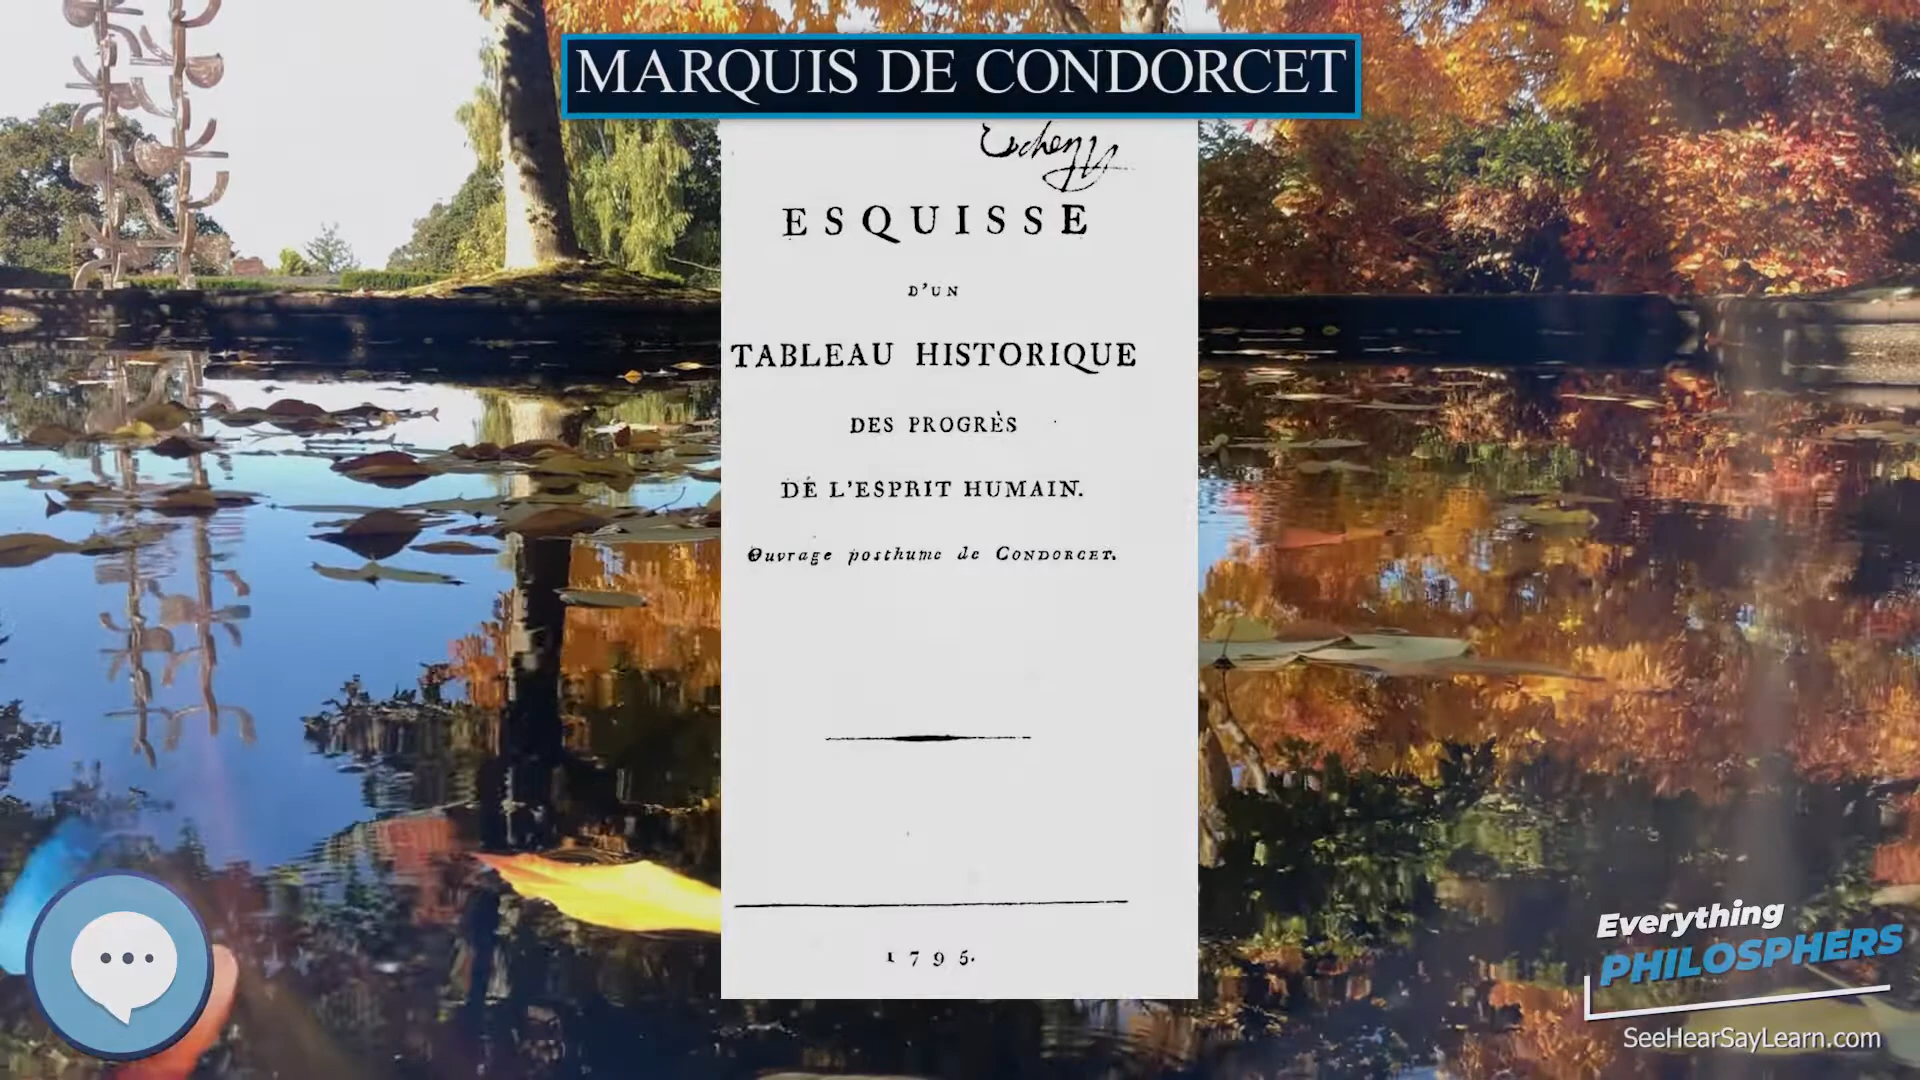 MARQUIS DE CONDORCET
ESQUISSE
D'UN
TABLEAU HISTORIQUE
DES PROGRÈS
DÉ L'ESPRIT HUMAIN.
Ouvrage posthume de CONDORCET.
1795.
Everything
PHILOSPHERS
SeeHearSayLearn.com